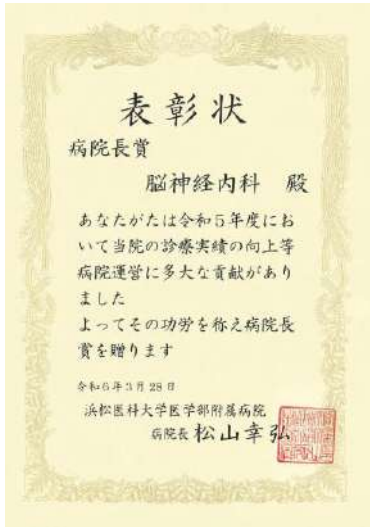 表彰状
病院長賞
脳神経内科 殿
あなたがたは令和5年度にお
いて当院の診療実績の向上等
病院運営に多大な貢献があり
ました
よってその功労を称え病院長
賞を贈ります
令和6年3月28日
浜松医科大学医学部附属病院
病院長 松山幸弘